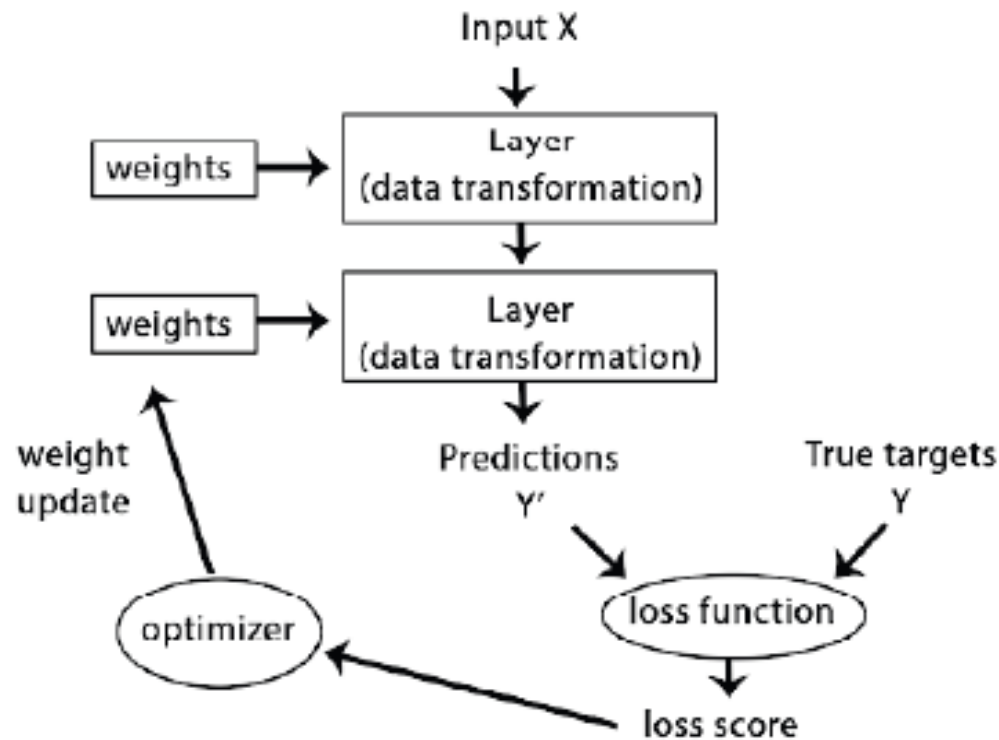 Input X
Layer
(data transformation)
weights
Layer
(data transformation)
weights
weight
update
Predictions
Y'
True targets
Y
optimizer
loss function
loss score